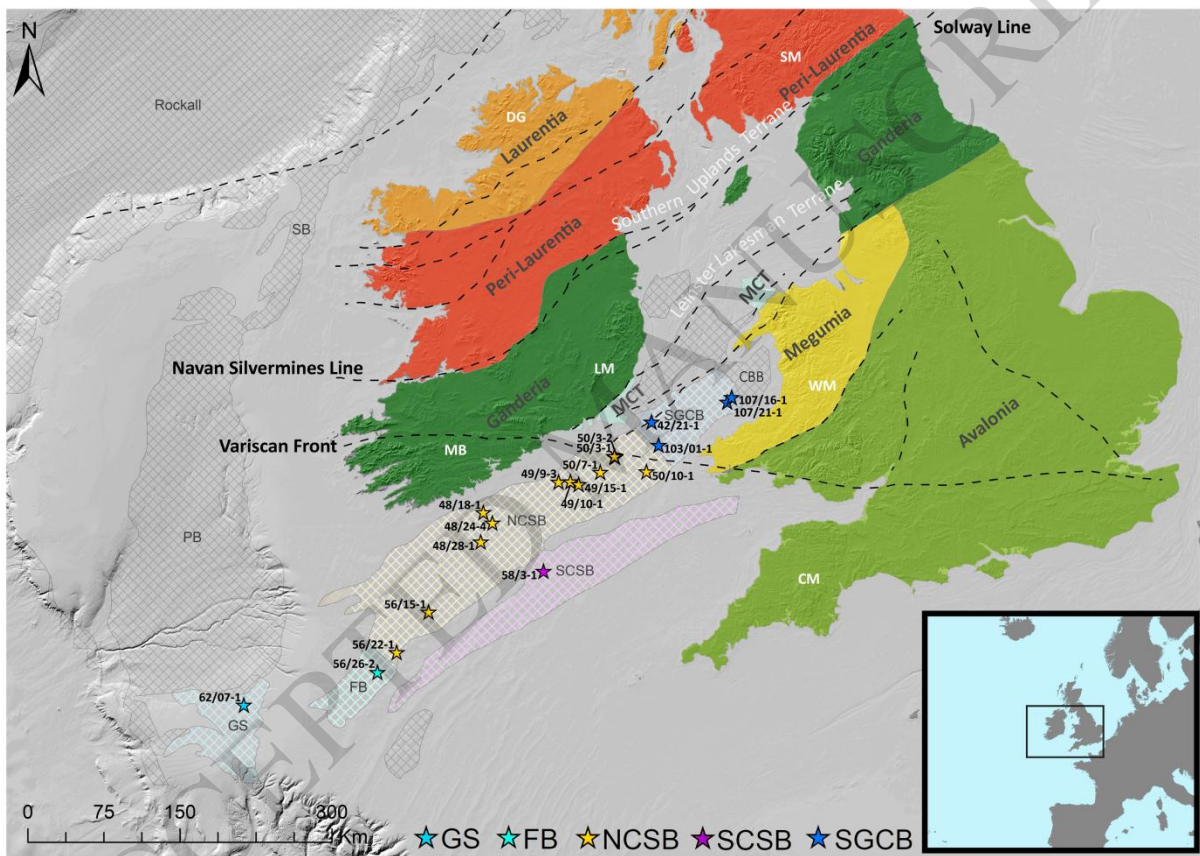 N
Solway Line
Rockall
SM
Peri-Laurentia
DG
Laurentia
Ganderia
Southern Uplands Terrane
SB
Peri-Laurentia
Leinster Lakesman Terrane
MCT
Megumia
Navan Silvermines Line
LM
Ganderia
MCT
CBB
WM
107/16-1
107/21-1
SGCB
42/21-1
Avalonia
Variscan Front
MB
50/3-2
50/3-1
103/01-1
50/7-1
50/10-1
49/9-3
49/15-1
49/10-1
48/18-1
48/24-4
NCSB
48/28-1
PB
SCSB
58/3-1
CM
56/15-1
56/22-1
56/26-2
FB
62/07-1
GS
0 75 150 300
Km
GS FB NCSB SCSB SGCB
ACCEPTED MANUSCRIPT